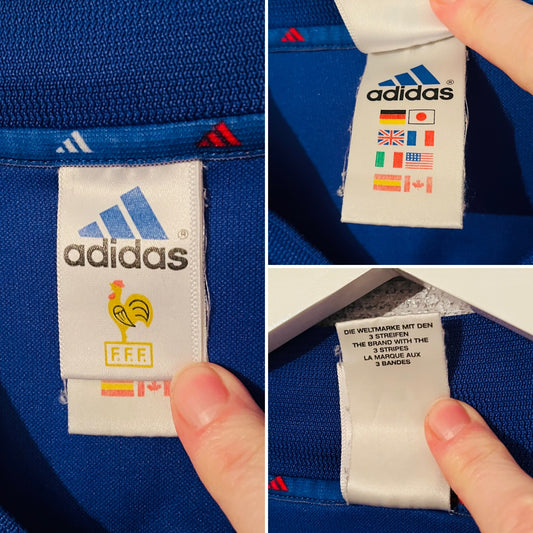 adidas®
F.F.F.
adidas®
DIE WELTMARKE MIT DEN
3 STREIFEN
THE BRAND WITH THE
3 STRIPES
LA MARQUE AUX
3 BANDES